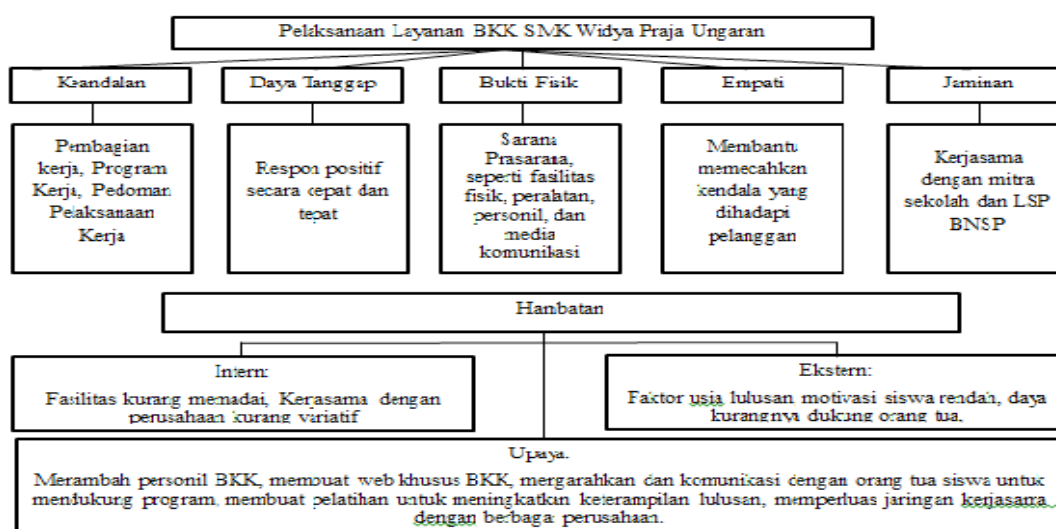 Pelaksanaan Layanan BKK SMK Widya Praja Ungaran
Keandalan
Daya Tanggap
Bukti Fisik
Empati
Jaminan
Pembagian
kerja, Program
Kerja, Pedoman
Pelaksanaan
Kerja
Respon positif
secara cepat dan
tepat
Sarana
Prasarana,
seperti fasilitas
fisik, peralatan,
personil, dan
media
komunikasi
Membantu
memecahkan
kendala yang
dihadapi
pelanggan
Kerjasama
dengan mitra
sekolah dan LSP
BNSP
Hambatan
Intern:
Fasilitas kurang memadai, Kerjasama dengan
perusahaan kurang variatif
Ekstern:
Faktor usia lulusan motivasi siswa rendah, daya
kurangnya dukung orang tua.
Upaya.
Merambah personil BKK, membuat web khusus BKK, mergarahkan dan komunikasi dengan orang tua siswa untuk
mendukung program, membuat pelatihan untuk meningkatkan keterampilan lulusan, memperluas jaringan kerjasama
dengan berbagai perusahaan.